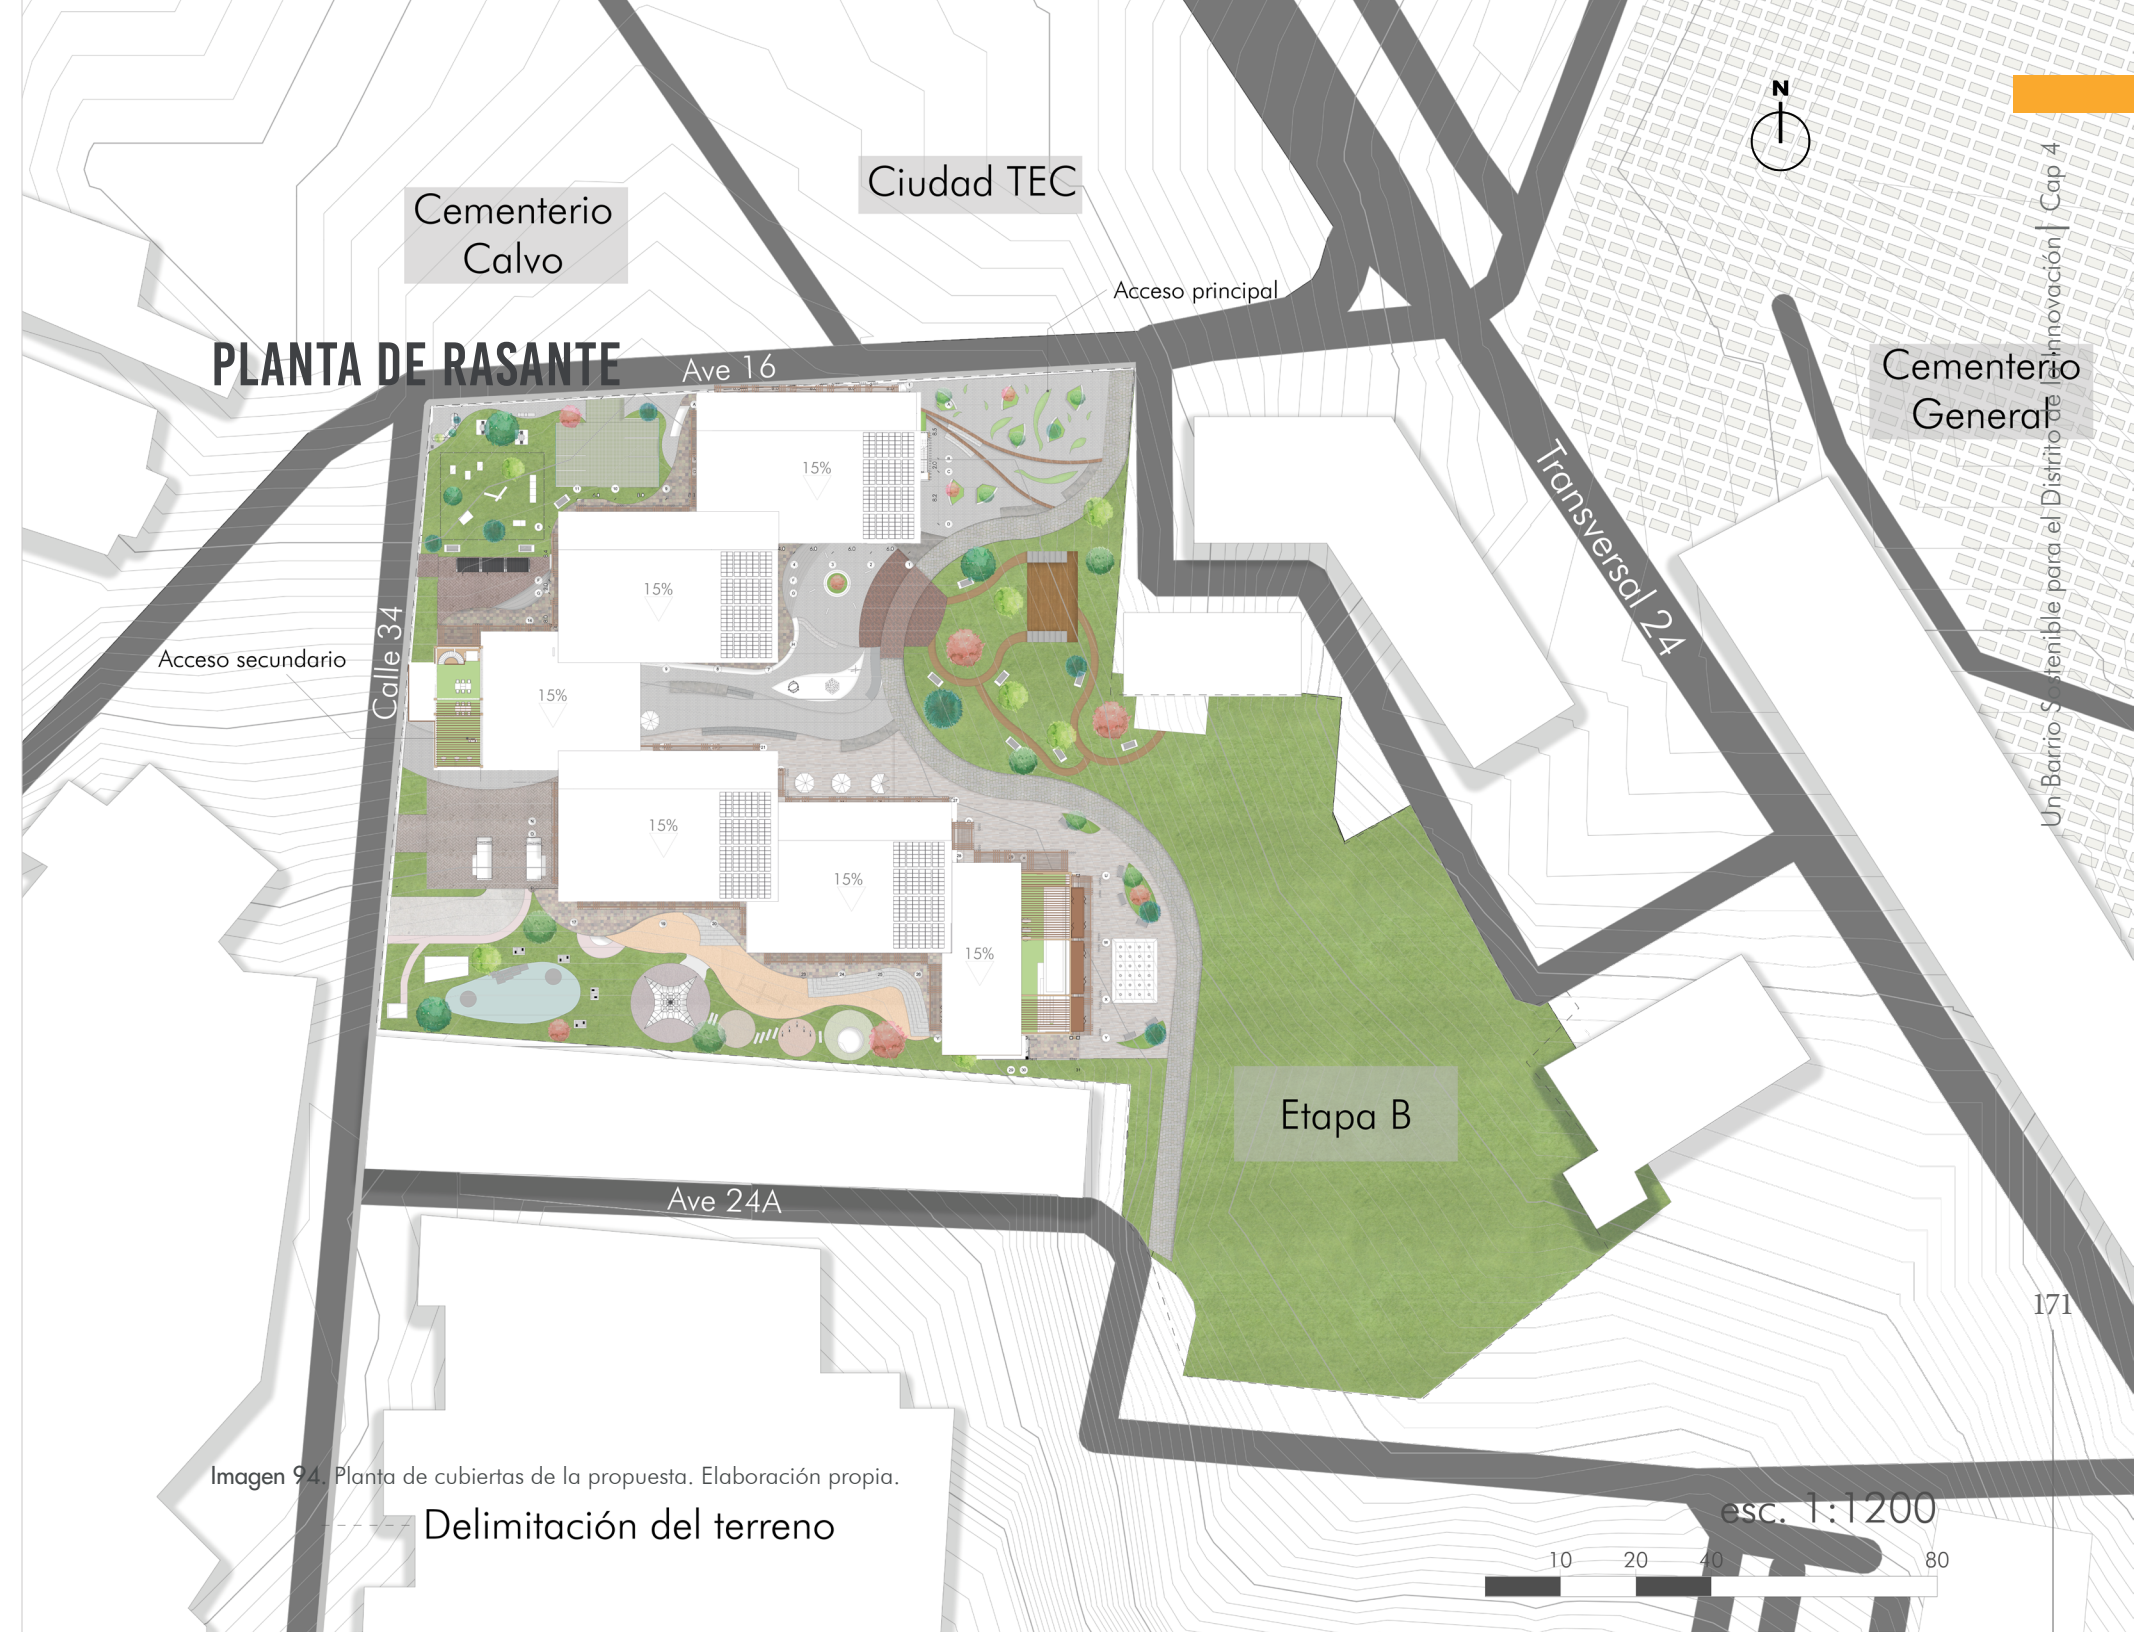 N
Ciudad TEC
Cementerio
Calvo
Acceso principal
PLANTA DE RASANTE
Ave 16
Cementerio
General
Un Barrio Sostenible para el Distrito de la Innovación| Cap 4
Transversal 24
15%
15%
Calle 34
Acceso secundario
15%
15%
15%
15%
Etapa B
Ave 24A
171
Imagen 94. Planta de cubiertas de la propuesta. Elaboración propia.
Delimitación del terreno
esc. 1:1200
10 20 40 80